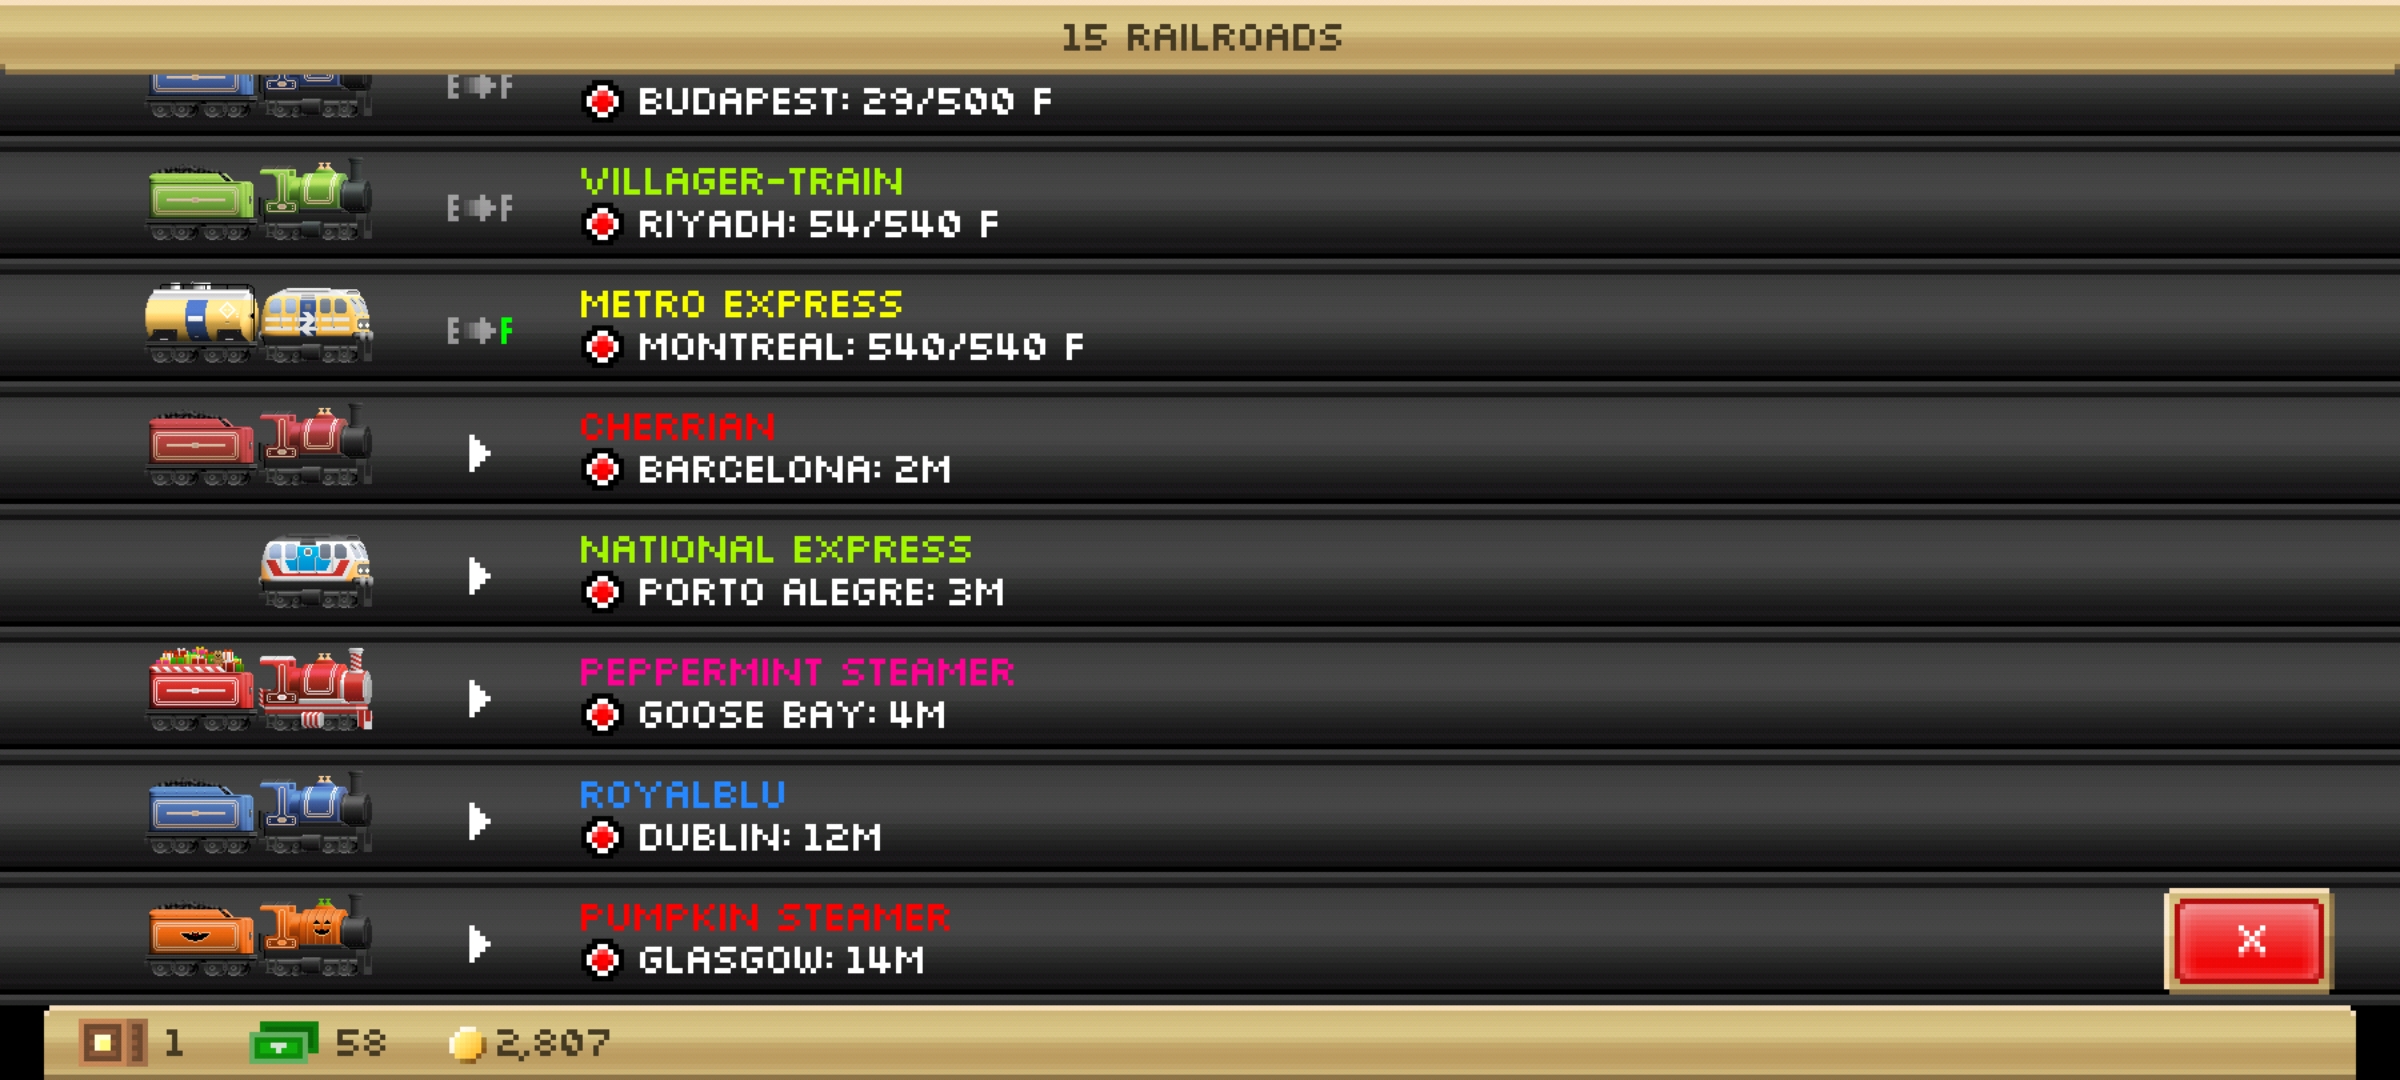 15 RAILROADS
E F
BUDAPEST: 29/500 F
VILLAGER-TRAIN
E F
RIYADH: 54/540 F
METRO EXPRESS
E F
MONTREAL: 540/540 F
CHERRIAN
BARCELONA: 2M
NATIONAL EXPRESS
PORTO ALEGRE: 3M
PEPPERMINT STEAMER
GOOSE BAY: 4M
ROYALBLU
DUBLIN: 12M
PUMPKIN STEAMER
GLASGOW: 14M
X
1 58 2,807